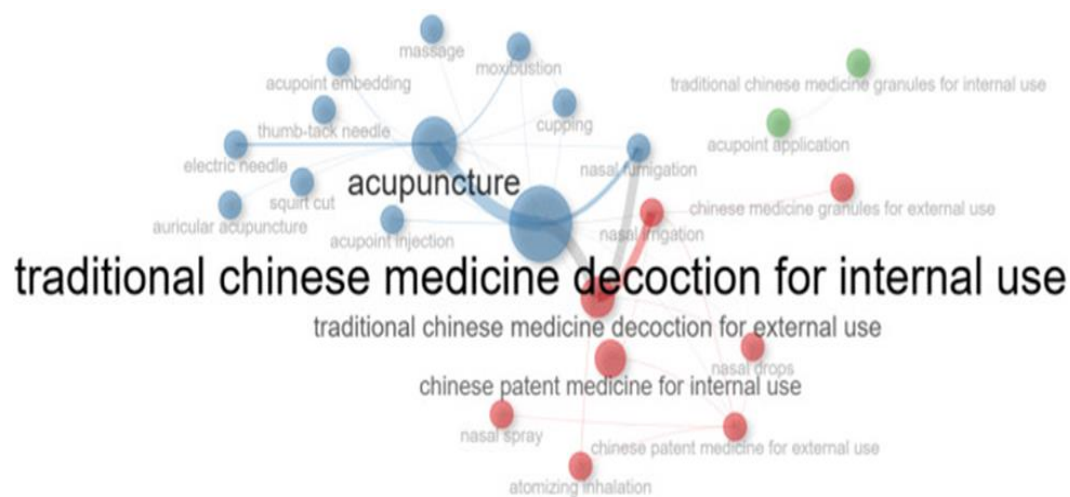 massage
moxibustion
acupoint embedding
traditional chinese medicine granules for internal use
thumb-tack needle
cupping
acupoint application
electric needle
nasal fumigation
acupuncture
squirt cut
chinese medicine granules for external use
auricular acupuncture
acupoint injection
nasal irrigation
traditional chinese medicine decoction for internal use
traditional chinese medicine decoction for external use
nasal drops
chinese patent medicine for internal use
nasal spray
chinese patent medicine for external use
atomizing inhalation